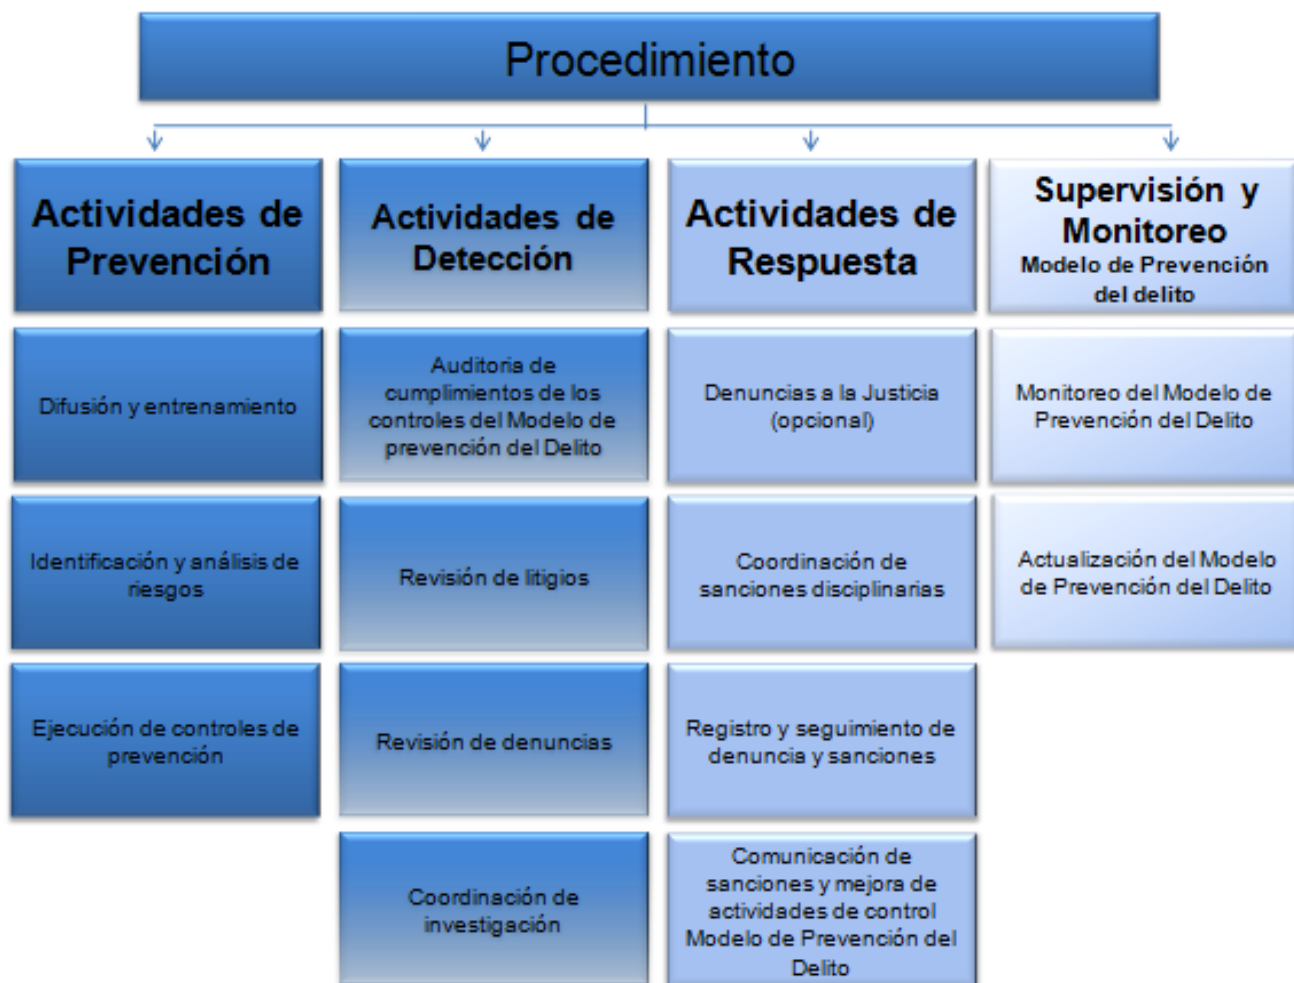 Procedimiento
Actividades de
Prevención
Difusión y entrenamiento
Identificación y análisis de
riesgos
Ejecución de controles de
prevención
Actividades de
Detección
Auditoria de
cumplimientos de los
controles del Modelo de
prevención del Delito
Revisión de litigios
Revisión de denuncias
Coordinación de
investigación
Actividades de
Respuesta
Denuncias a la Justicia
(opcional)
Coordinación de
sanciones disciplinarias
Registro y seguimiento de
denuncia y sanciones
Comunicación de
sanciones y mejora de
actividades de control
Modelo de Prevención del
Delito
Supervisión y
Monitoreo
Modelo de Prevención
del delito
Monitoreo del Modelo de
Prevención del Delito
Actualización del Modelo
de Prevención del Delito